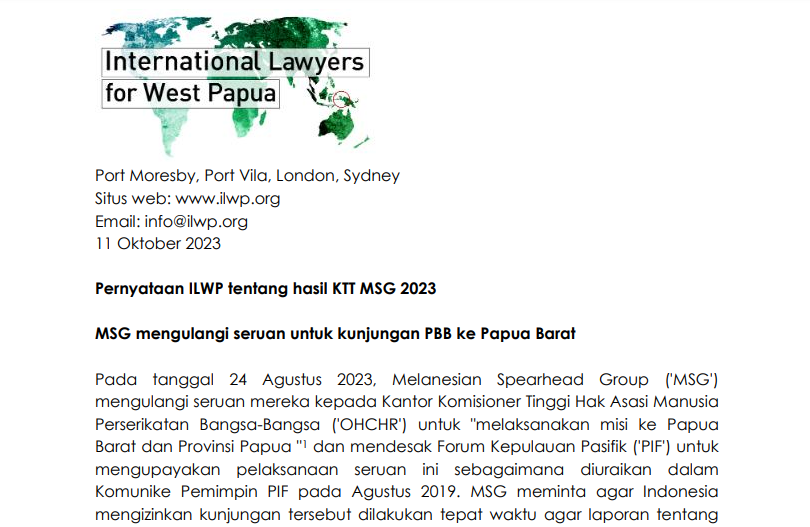 International Lawyers
for West Papua
Port Moresby, Port Vila, London, Sydney
Situs web: www.ilwp.org
Email: info@ilwp.org
11 Oktober 2023
Pernyataan ILWP tentang hasil KTT MSG 2023
MSG mengulangi seruan untuk kunjungan PBB ke Papua Barat
Pada tanggal 24 Agustus 2023, Melanesian Spearhead Group ('MSG')
mengulangi seruan mereka kepada Kantor Komisioner Tinggi Hak Asasi Manusia
Perserikatan Bangsa-Bangsa ('OHCHR') untuk "melaksanakan misi ke Papua
Barat dan Provinsi Papua "¹ dan mendesak Forum Kepulauan Pasifik ('PIF') untuk
mengupayakan pelaksanaan seruan ini sebagaimana diuraikan dalam
Komunike Pemimpin PIF pada Agustus 2019. MSG meminta agar Indonesia
mengizinkan kunjungan tersebut dilakukan tepat waktu agar laporan tentang